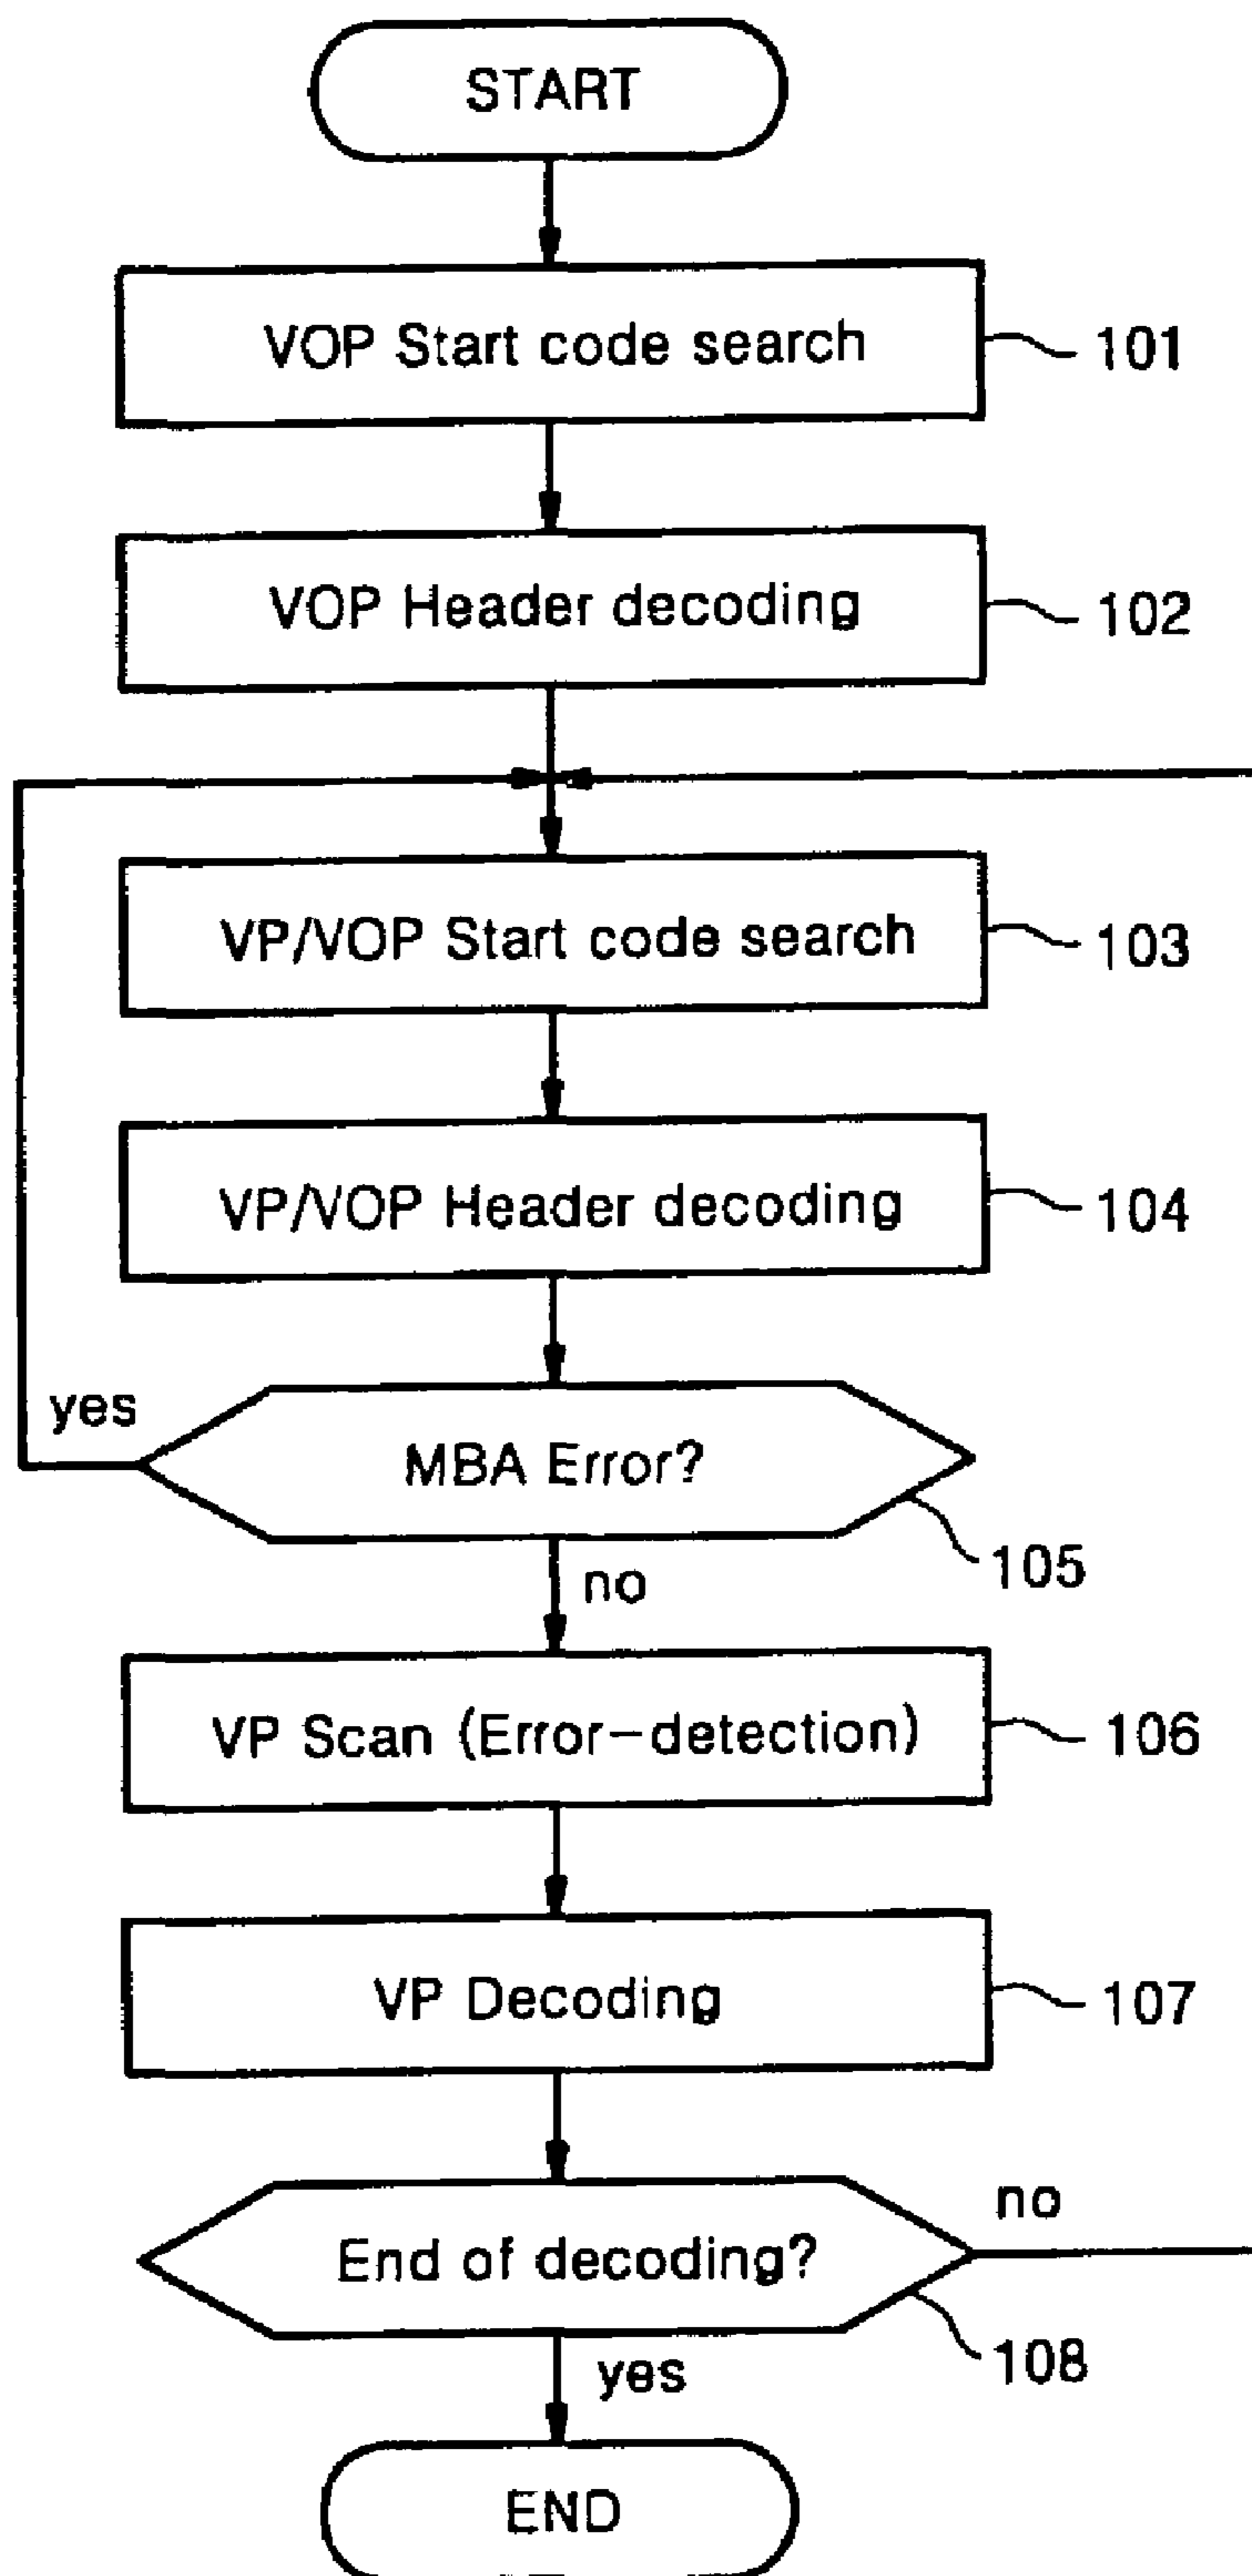 START
VOP Start code search
101
VOP Header decoding
102
VP/VOP Start code search
103
VP/VOP Header decoding
104
yes
MBA Error?
105
no
VP Scan (Error-detection)
106
VP Decoding
107
no
End of decoding?
108
yes
END